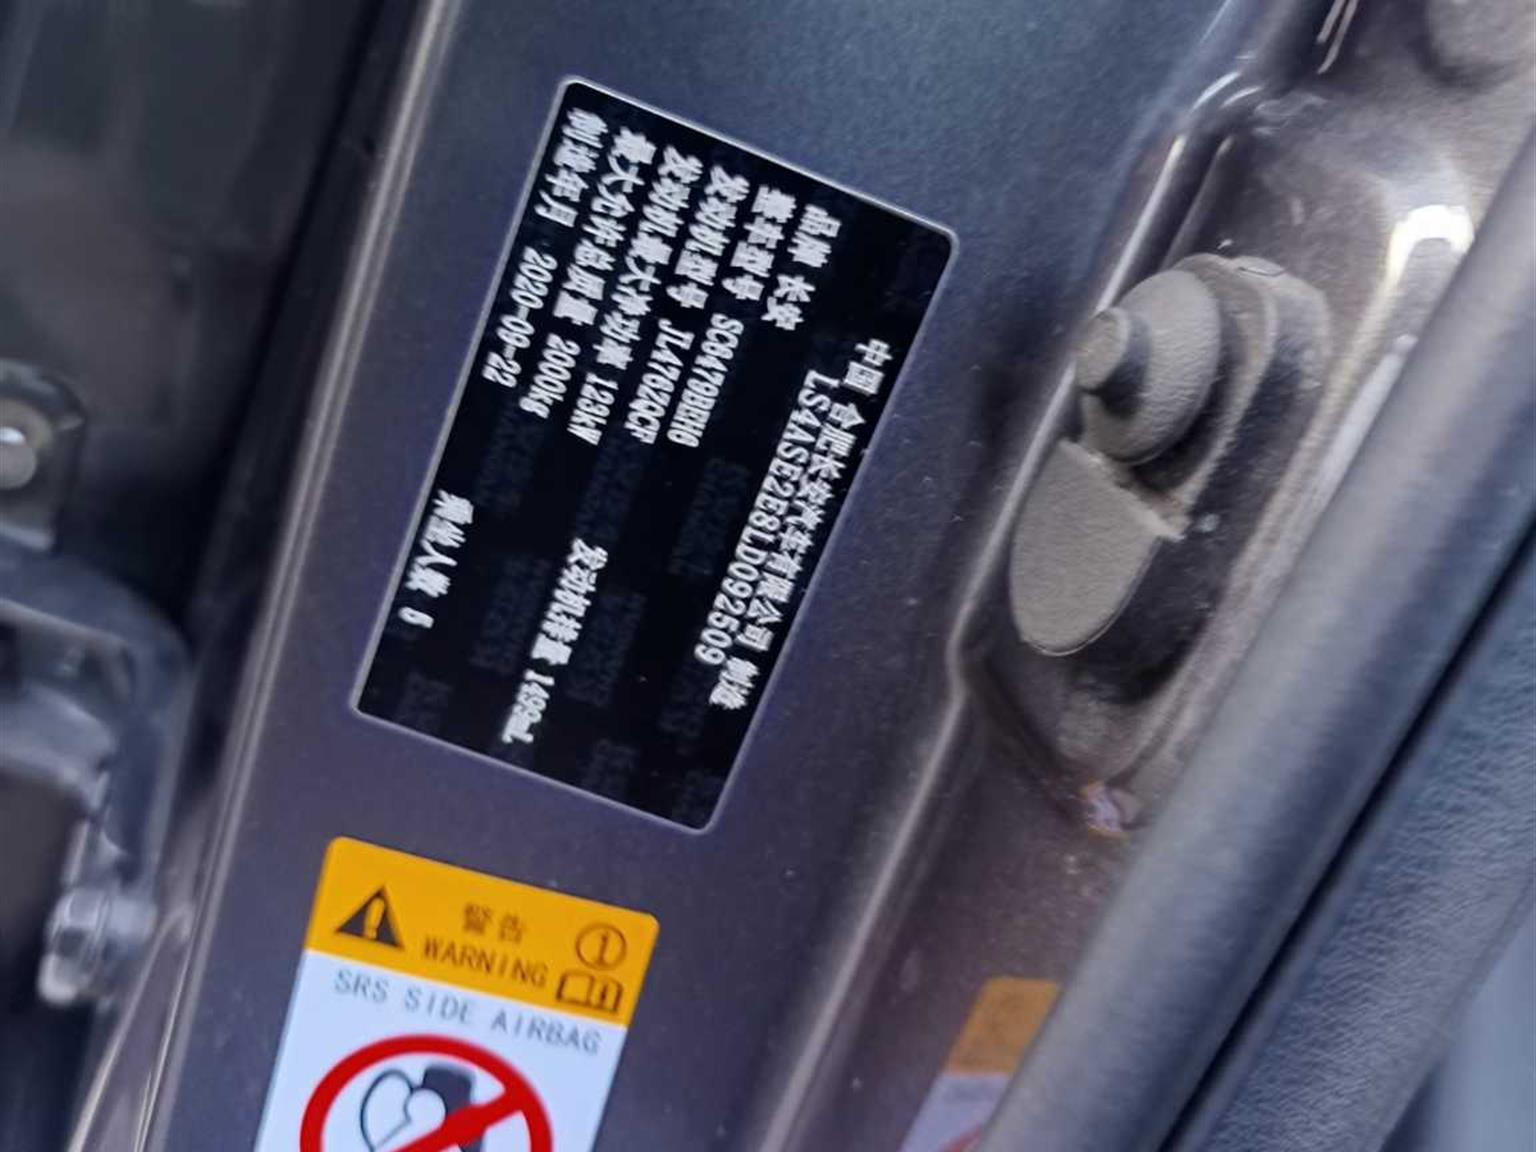 中国 合肥长安汽车有限公司 制造
LS4ASE2E8LD092509
品牌 长安
整车型号 SC6479BBH6
发动机型号 JL476ZQCF
发动机最大净功率 123kW 发动机排量 1499mL
最大允许总质量 2000kg
制造年月 2020-09-22 乘坐人数 5
警告
WARNING
SRS SIDE AIRBAG